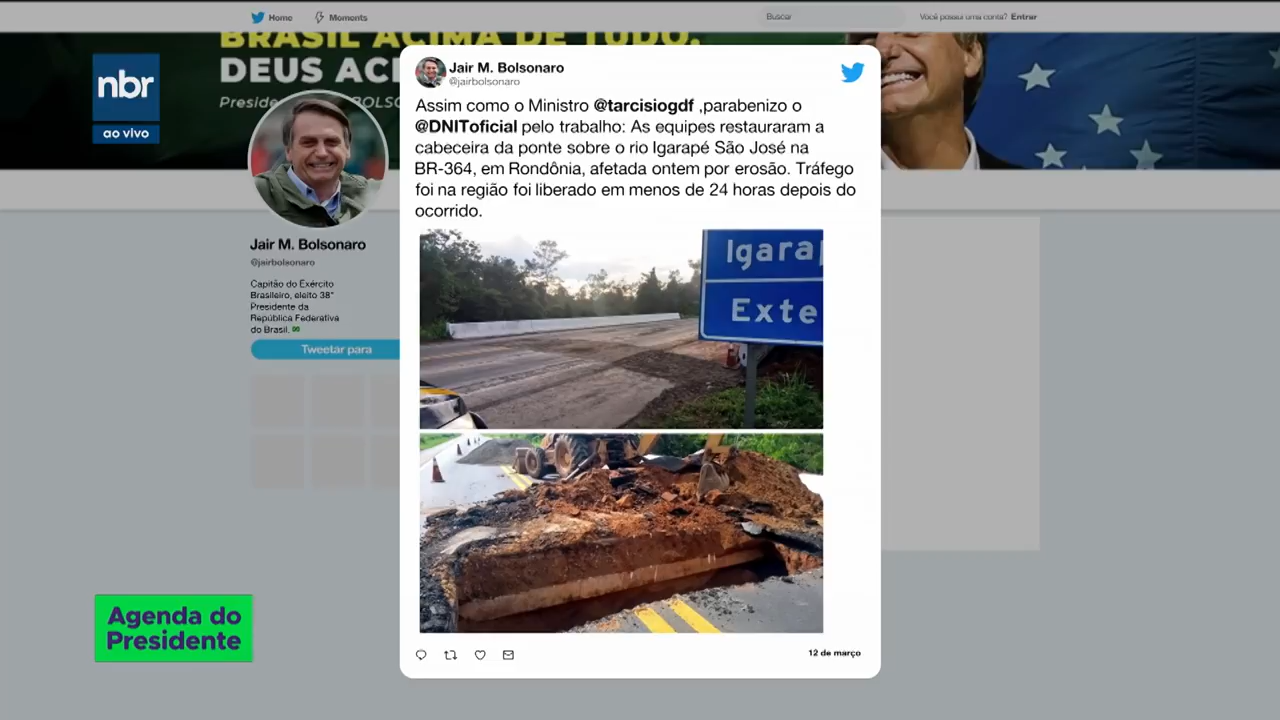 Home
Moments
Buscar
Você possui uma conta? Entrar
BRASIL ACIMA DE TUDO,
DEUS ACI
nbr
ao vivo
Jair M. Bolsonaro
@jairbolsonaro
Assim como o Ministro @tarcisiogdf ,parabenizo o
@DNIToficial pelo trabalho: As equipes restauraram a
cabeceira da ponte sobre o rio Igarapé São José na
BR-364, em Rondônia, afetada ontem por erosão. Tráfego
foi na região foi liberado em menos de 24 horas depois do
ocorrido.
Igara
Exte
12 de março
Jair M. Bolsonaro
@jairbolsonaro
Capitão do Exército
Brasileiro, eleito 38°
Presidente da
República Federativa
do Brasil.
Tweetar para
Agenda do
Presidente